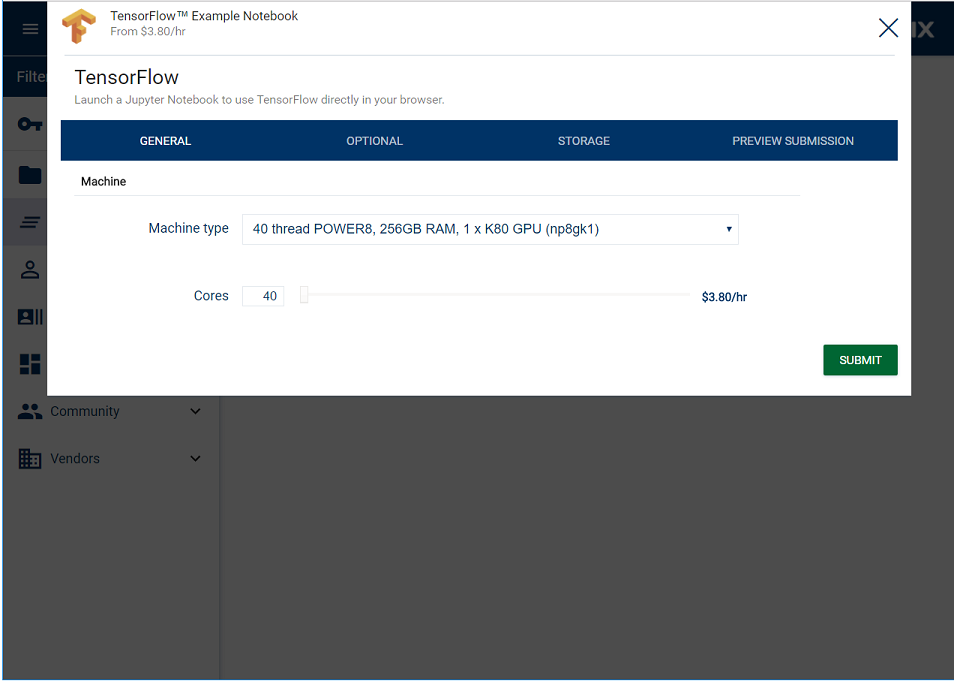 TensorFlow™ Example Notebook
From $3.80/hr
IX
Filte
TensorFlow
Launch a Jupyter Notebook to use TensorFlow directly in your browser.
GENERAL OPTIONAL STORAGE PREVIEW SUBMISSION
Machine
Machine type 40 thread POWER8, 256GB RAM, 1 x K80 GPU (np8gk1)
Cores 40 $3.80/hr
SUBMIT
Community
Vendors